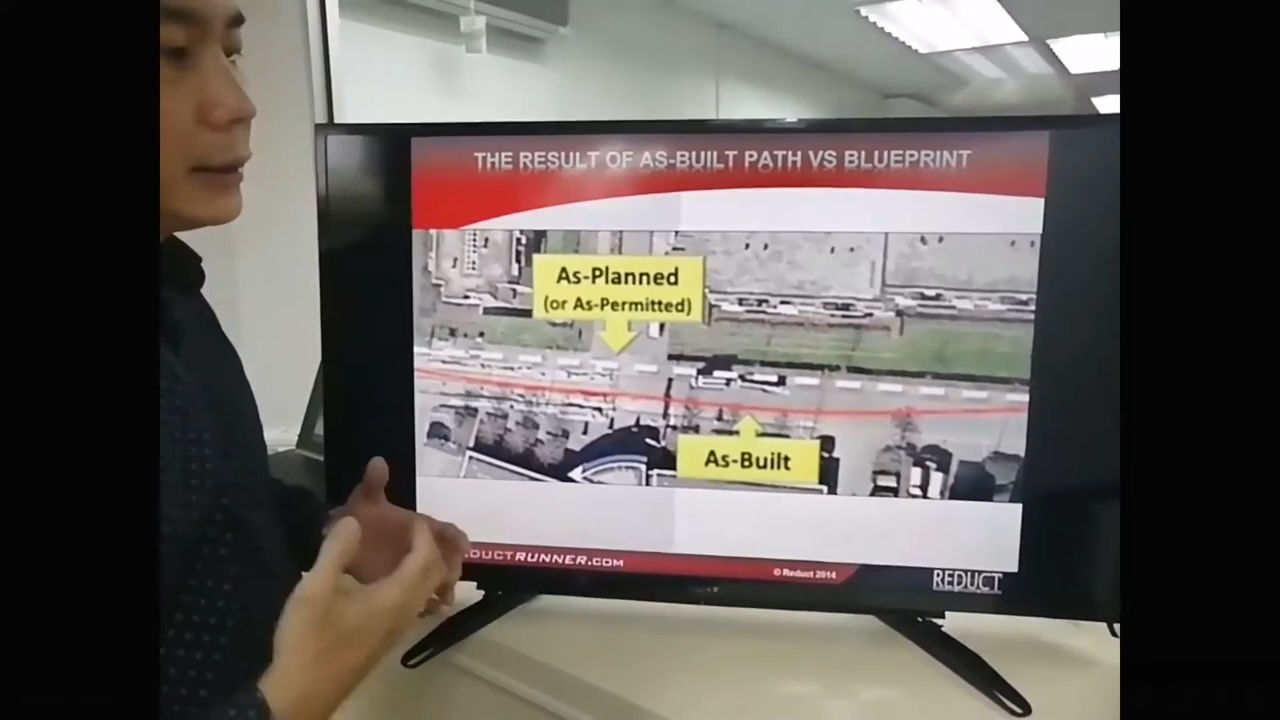 THE RESULT OF AS-BUILT PATH VS BLUEPRINT
As-Planned
(or As-Permitted)
As-Built
DUCTRUNNER.COM
© Reduct 2014
REDUCT